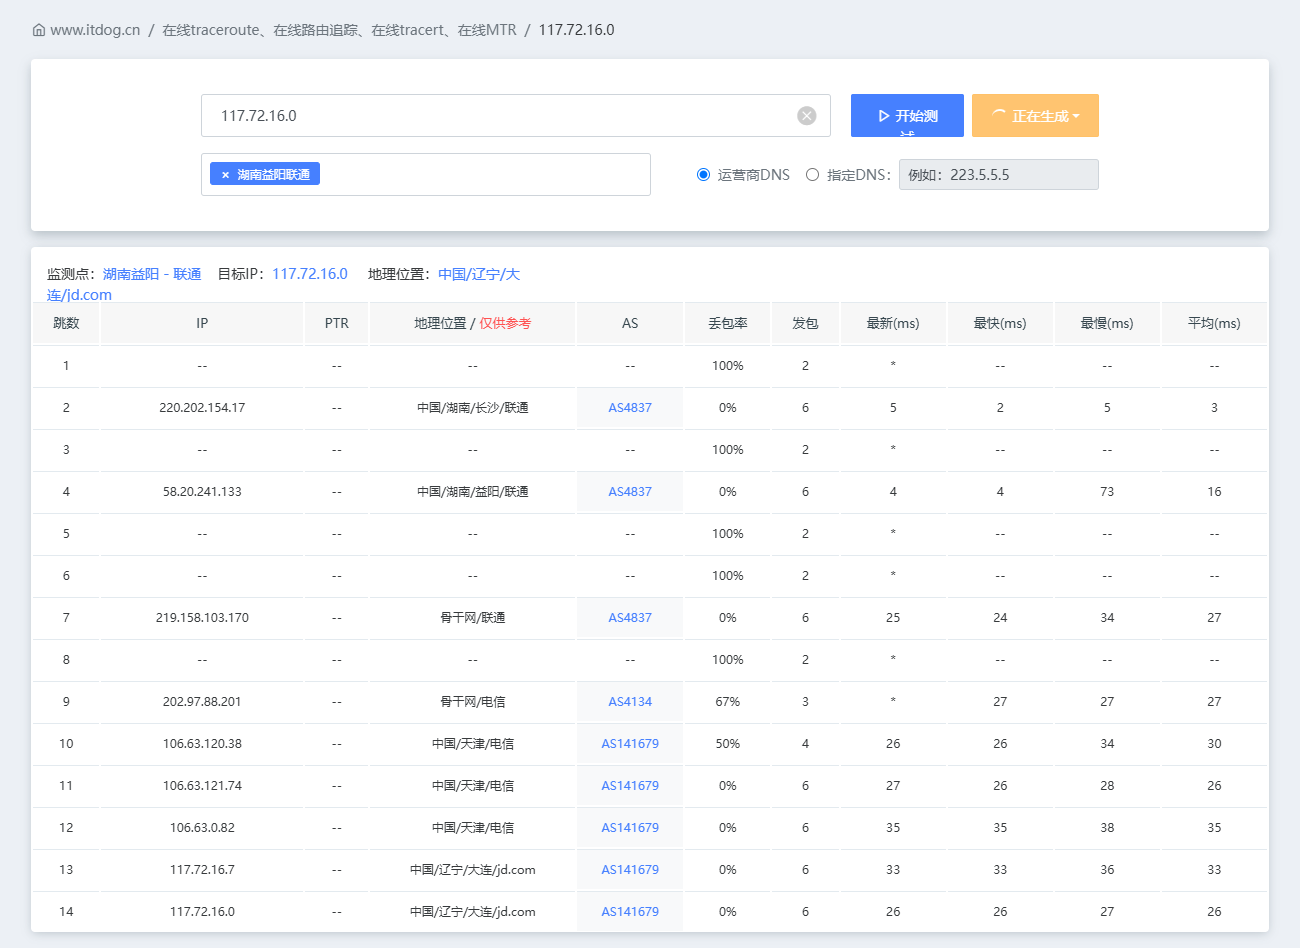 www.itdog.cn / 在线traceroute、在线路由追踪、在线tracert、在线MTR / 117.72.16.0
117.72.16.0
开始测试
正在生成
× 湖南益阳联通
运营商DNS 指定DNS： 例如：223.5.5.5
监测点：湖南益阳 - 联通 目标IP：117.72.16.0 地理位置：中国/辽宁/大
连/jd.com
跳数 IP PTR 地理位置 / 仅供参考 AS 丢包率 发包 最新(ms) 最快(ms) 最慢(ms) 平均(ms)
1 -- -- -- -- 100% 2 * -- -- --
2 220.202.154.17 -- 中国/湖南/长沙/联通 AS4837 0% 6 5 2 5 3
3 -- -- -- -- 100% 2 * -- -- --
4 58.20.241.133 -- 中国/湖南/益阳/联通 AS4837 0% 6 4 4 73 16
5 -- -- -- -- 100% 2 * -- -- --
6 -- -- -- -- 100% 2 * -- -- --
7 219.158.103.170 -- 骨干网/联通 AS4837 0% 6 25 24 34 27
8 -- -- -- -- 100% 2 * -- -- --
9 202.97.88.201 -- 骨干网/电信 AS4134 67% 3 * 27 27 27
10 106.63.120.38 -- 中国/天津/电信 AS141679 50% 4 26 26 34 30
11 106.63.121.74 -- 中国/天津/电信 AS141679 0% 6 27 26 28 26
12 106.63.0.82 -- 中国/天津/电信 AS141679 0% 6 35 35 38 35
13 117.72.16.7 -- 中国/辽宁/大连/jd.com AS141679 0% 6 33 33 36 33
14 117.72.16.0 -- 中国/辽宁/大连/jd.com AS141679 0% 6 26 26 27 26